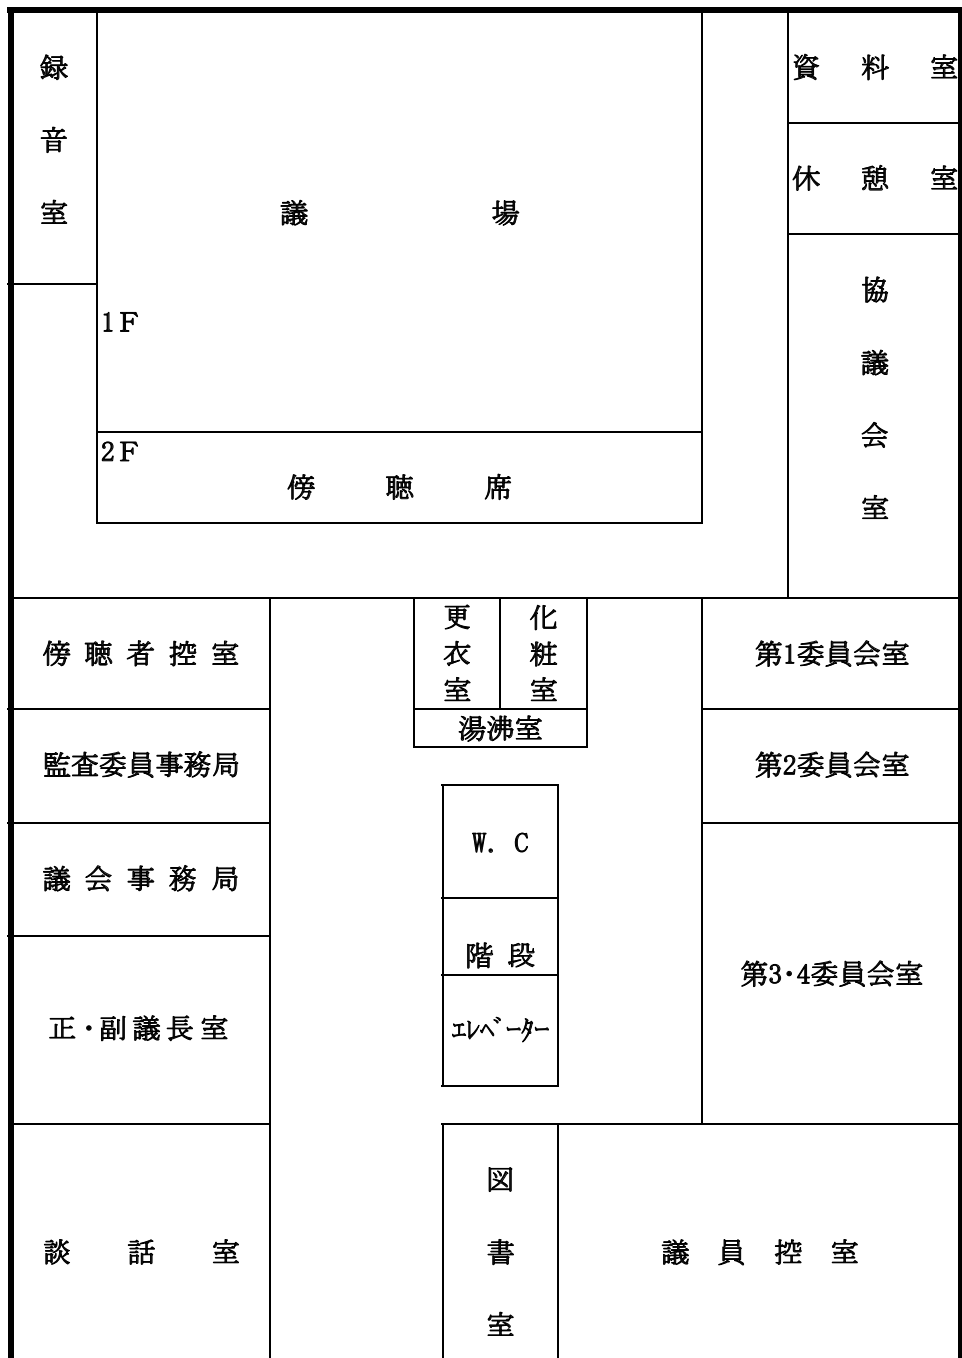 録音室
議場
1F
2F
傍聴席
資料室
休憩室
協議会室
傍聴者控室
更衣室
化粧室
湯沸室
第1委員会室
監査委員事務局
第2委員会室
W.C
議会事務局
階段
第3・4委員会室
正・副議長室
エレベーター
談話室
図書室
議員控室